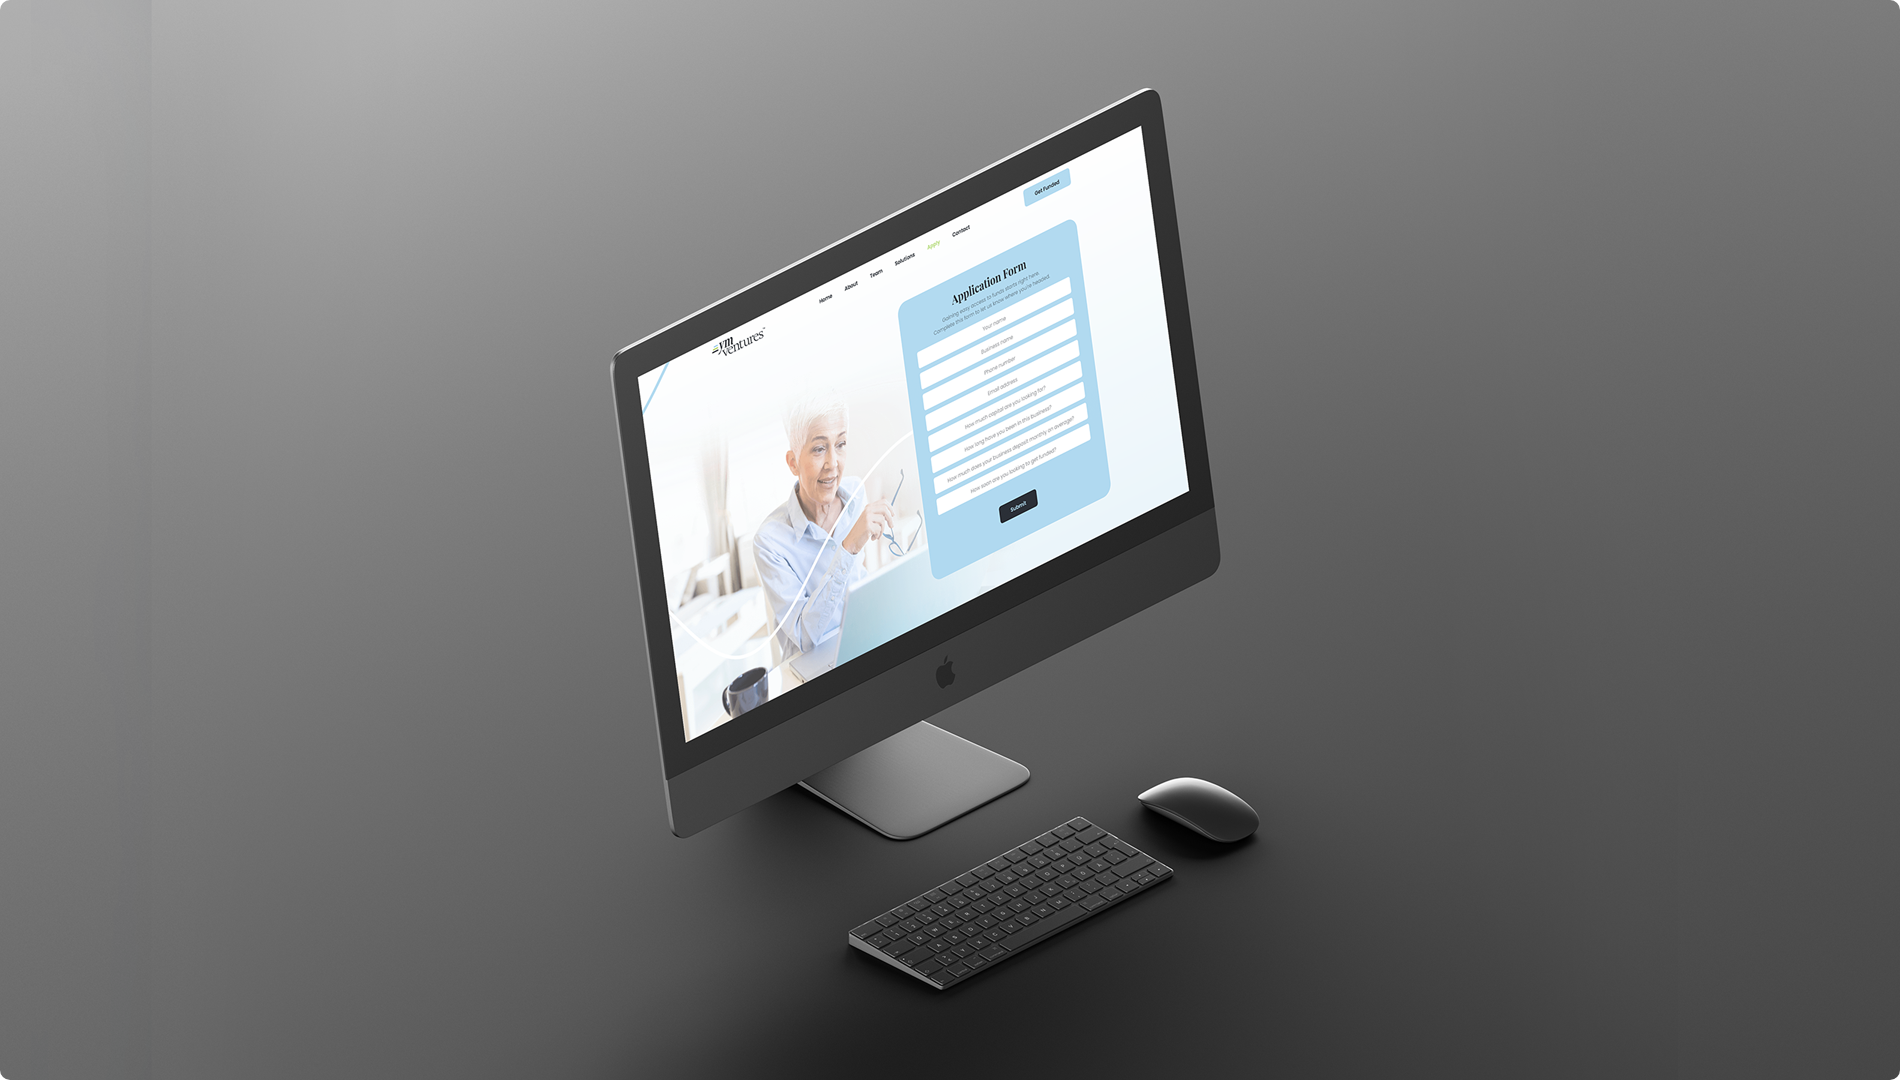 Get Funded
Home
About
Team
Solutions
Apply
Contact
vm
ventures™
Application Form
Gaining easy access to funds starts right here.
Complete this form to let us know where you're headed.
Your name
Business name
Phone number
Email address
How much capital are you looking for?
How long have you been in this business?
How much does your business deposit monthly on average?
How soon are you looking to get funded?
Submit